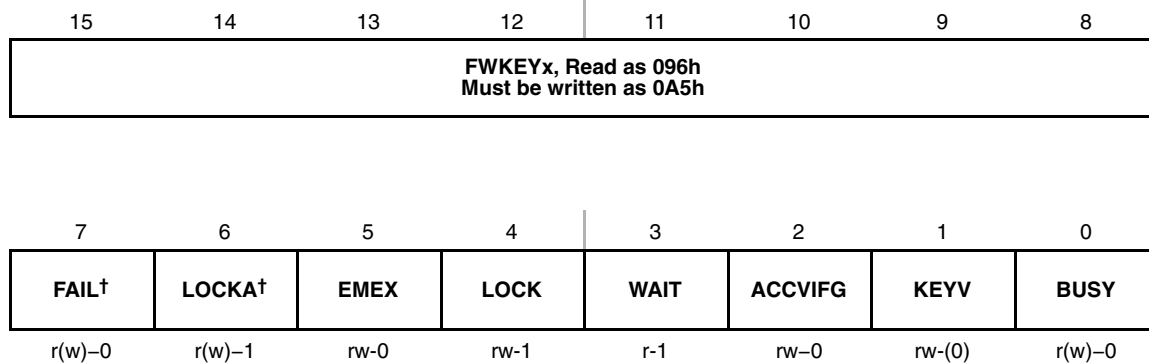 15 14 13 12 11 10 9 8
FWKEYx, Read as 096h
Must be written as 0A5h
7 6 5 4 3 2 1 0
FAIL† LOCKA† EMEX LOCK WAIT ACCVIFG KEYV BUSY
r(w)−0 r(w)−1 rw-0 rw-1 r-1 rw−0 rw-(0) r(w)−0